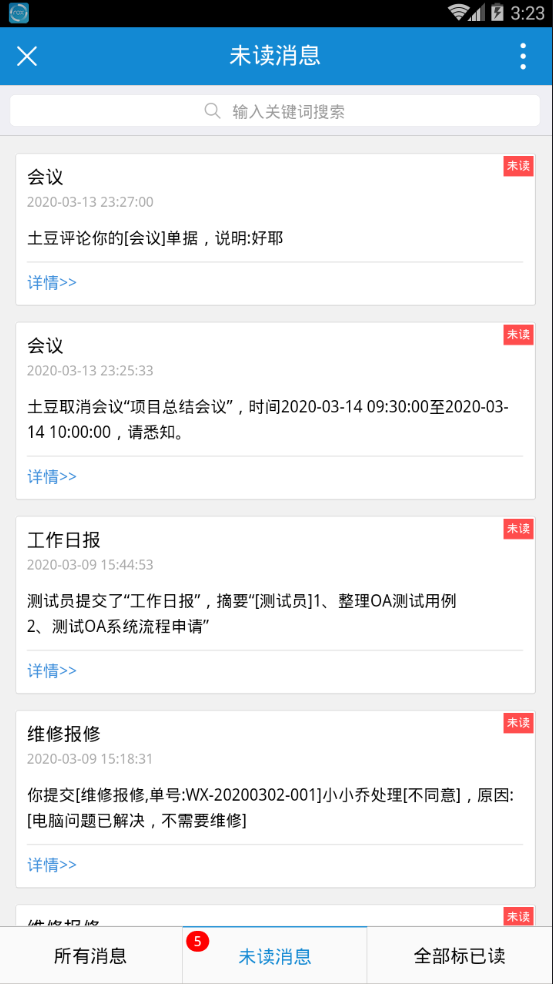 3:23
未读消息
输入关键词搜索
会议
未读
2020-03-13 23:27:00
土豆评论你的[会议]单据，说明:好耶
详情>>
会议
未读
2020-03-13 23:25:33
土豆取消会议“项目总结会议”，时间2020-03-14 09:30:00至2020-03-
14 10:00:00，请悉知。
详情>>
工作日报
未读
2020-03-09 15:44:53
测试员提交了“工作日报”，摘要“[测试员]1、整理OA测试用例
2、测试OA系统流程申请”
详情>>
维修报修
未读
2020-03-09 15:18:31
你提交[维修报修,单号:WX-20200302-001]小小乔处理[不同意]，原因:
[电脑问题已解决，不需要维修]
详情>>
维修报修
未读
所有消息
5
未读消息
全部标已读